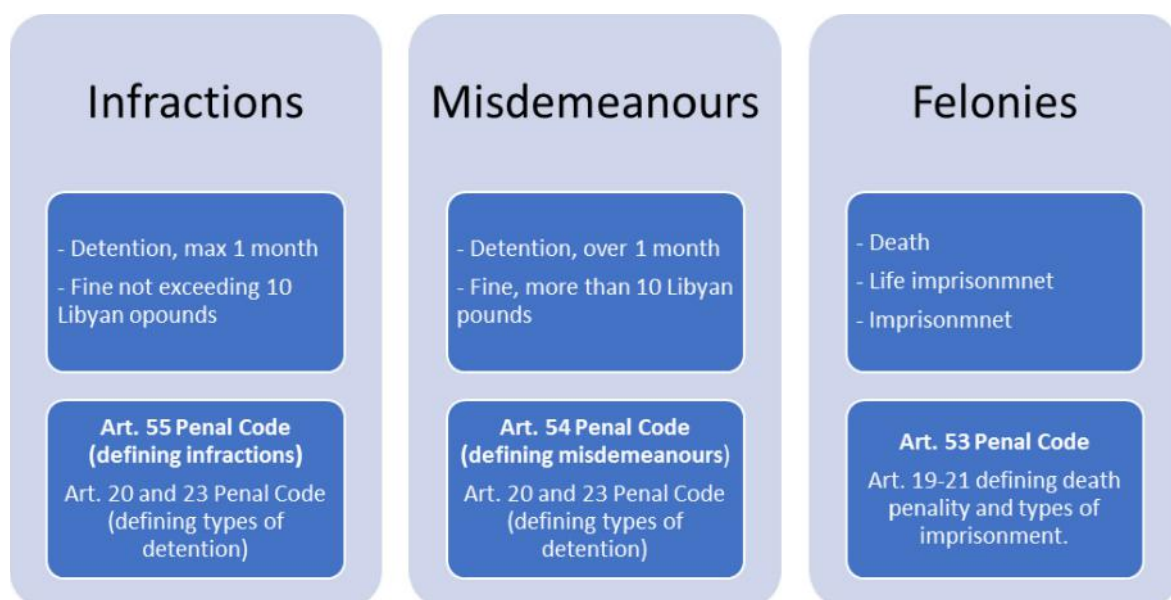 Infractions
- Detention, max 1 month
- Fine not exceeding 10
Libyan opounds
Art. 55 Penal Code
(defining infractions)
Art. 20 and 23 Penal Code
(defining types of
detention)
Misdemeanours
- Detention, over 1 month
- Fine, more than 10 Libyan
pounds
Art. 54 Penal Code
(defining misdemeanours)
Art. 20 and 23 Penal Code
(defining types of
detention)
Felonies
- Death
- Life imprisonmnet
- Imprisonmnet
Art. 53 Penal Code
Art. 19-21 defining death
penality and types of
imprisonment.